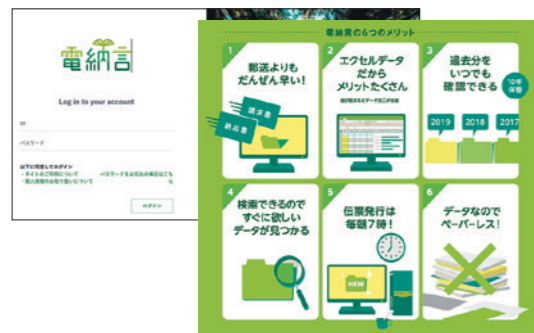 電納言
Log in to your account
ID
パスワード
以下に同意してログイン
・サイトのご利用について
パスワードをお忘れの場合はこちら
・個人情報のお取り扱いについて
ログイン
電納言の6つのメリット
1
郵送よりも
だんぜん早い!
請求書
納品書
2
エクセルデータ
だから
メリットたくさん
3
過去分を
いつでも
確認できる
10年
保管
2019
2018
2017
4
検索できるので
すぐに欲しい
データが見つかる
5
伝票発行は
毎朝7時!
NEW
6
データなので
ペーパーレス!